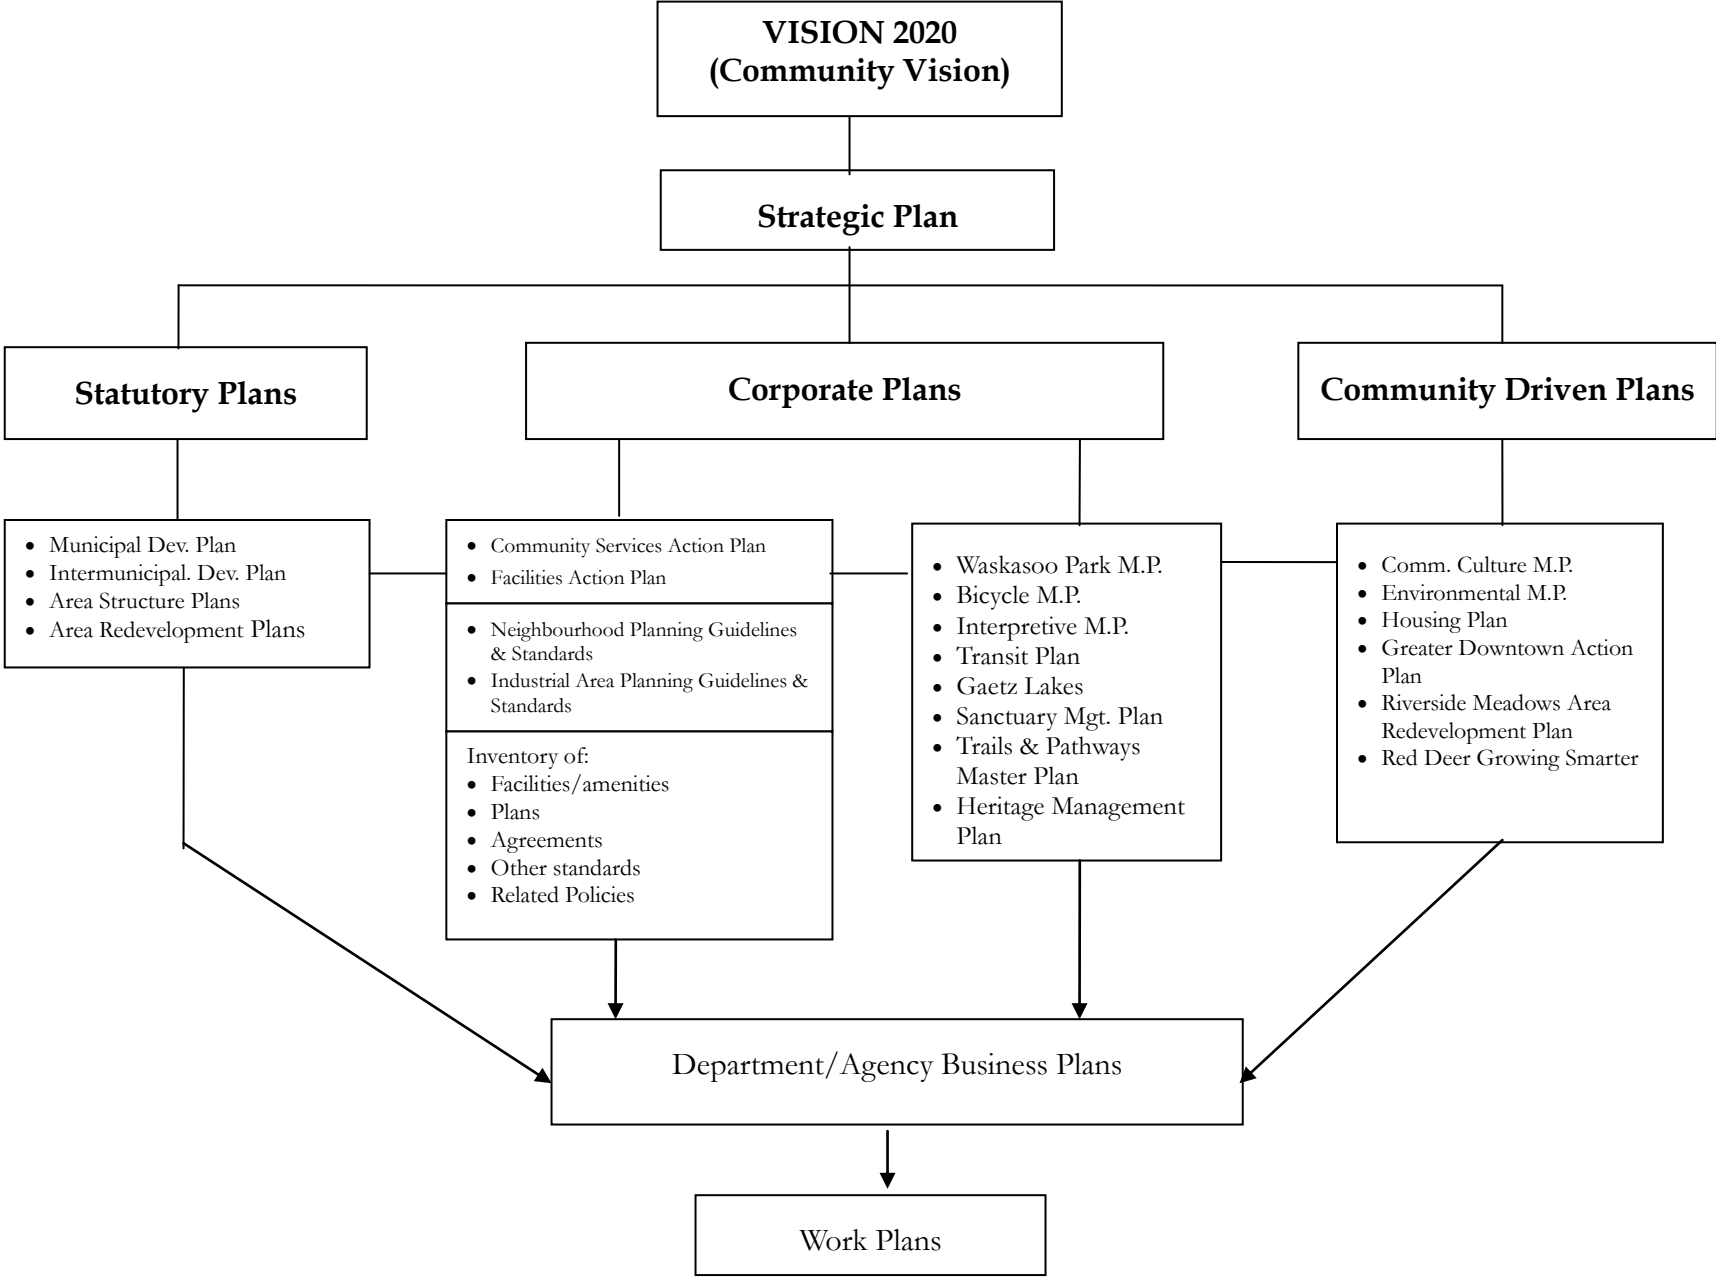 VISION 2020
(Community Vision)
Strategic Plan
Statutory Plans
Corporate Plans
Community Driven Plans
• Municipal Dev. Plan
• Intermunicipal. Dev. Plan
• Area Structure Plans
• Area Redevelopment Plans
• Community Services Action Plan
• Facilities Action Plan
• Neighbourhood Planning Guidelines
& Standards
• Industrial Area Planning Guidelines &
Standards
Inventory of:
• Facilities/amenities
• Plans
• Agreements
• Other standards
• Related Policies
• Waskasoo Park M.P.
• Bicycle M.P.
• Interpretive M.P.
• Transit Plan
• Gaetz Lakes
• Sanctuary Mgt. Plan
• Trails & Pathways
Master Plan
• Heritage Management
Plan
• Comm. Culture M.P.
• Environmental M.P.
• Housing Plan
• Greater Downtown Action
Plan
• Riverside Meadows Area
Redevelopment Plan
• Red Deer Growing Smarter
Department/Agency Business Plans
Work Plans